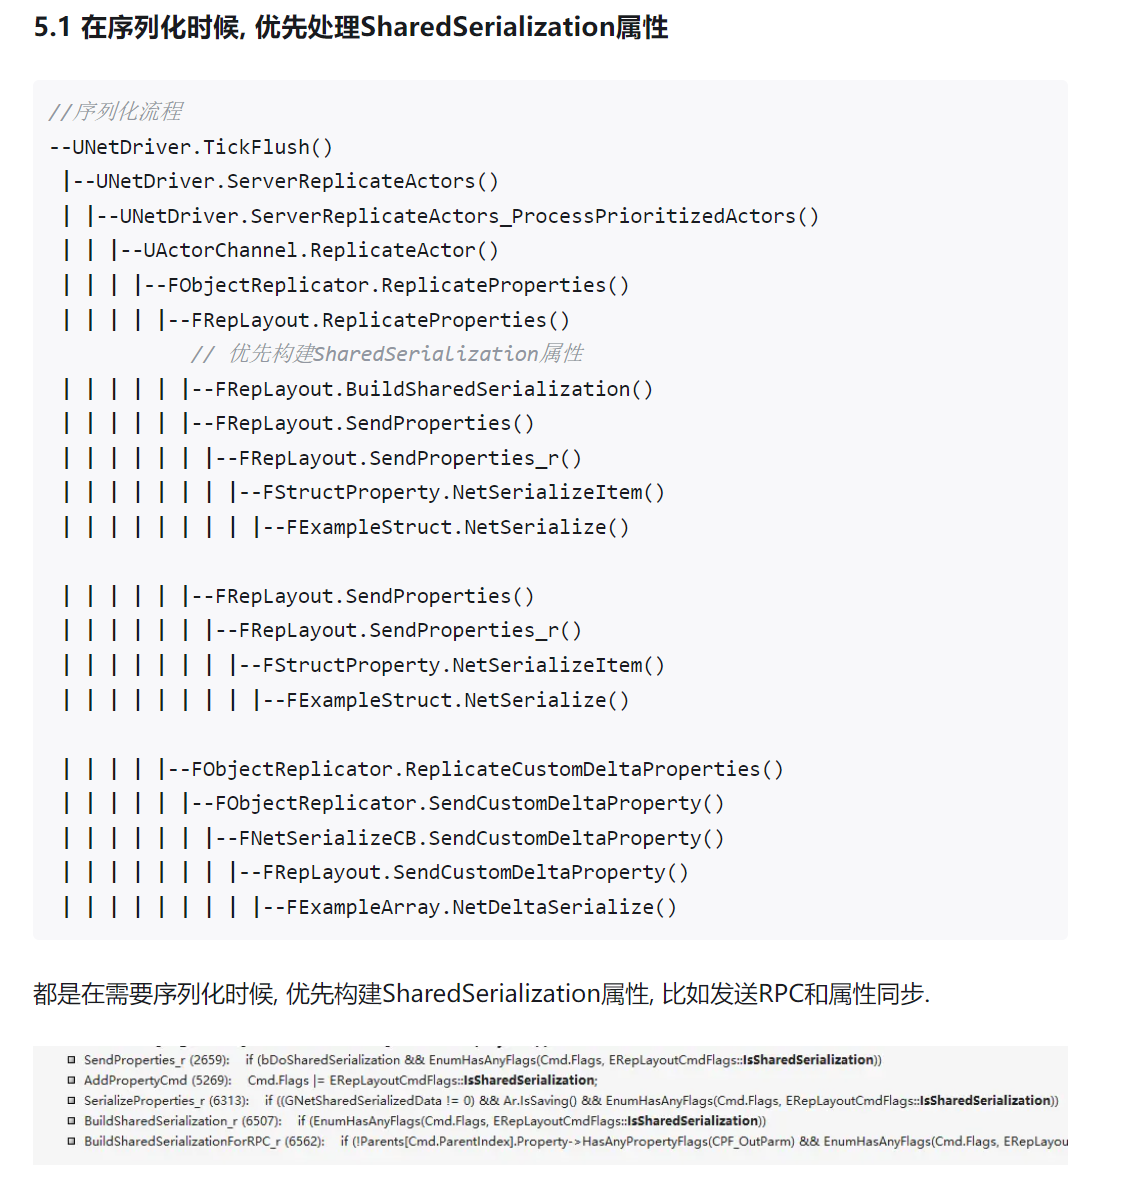 5.1 在序列化时候, 优先处理SharedSerialization属性
//序列化流程
--UNetDriver.TickFlush()
|--UNetDriver.ServerReplicateActors()
| |--UNetDriver.ServerReplicateActors_ProcessPrioritizedActors()
| | |--UActorChannel.ReplicateActor()
| | | |--FObjectReplicator.ReplicateProperties()
| | | | |--FRepLayout.ReplicateProperties()
// 优先构建SharedSerialization属性
| | | | | |--FRepLayout.BuildSharedSerialization()
| | | | | |--FRepLayout.SendProperties()
| | | | | | |--FRepLayout.SendProperties_r()
| | | | | | | |--FStructProperty.NetSerializeItem()
| | | | | | | | |--FExampleStruct.NetSerialize()
| | | | | |--FRepLayout.SendProperties()
| | | | | | |--FRepLayout.SendProperties_r()
| | | | | | | |--FStructProperty.NetSerializeItem()
| | | | | | | | |--FExampleStruct.NetSerialize()
| | | | |--FObjectReplicator.ReplicateCustomDeltaProperties()
| | | | | |--FObjectReplicator.SendCustomDeltaProperty()
| | | | | | |--FNetSerializeCB.SendCustomDeltaProperty()
| | | | | | | |--FRepLayout.SendCustomDeltaProperty()
| | | | | | | | |--FExampleArray.NetDeltaSerialize()
都是在需要序列化时候, 优先构建SharedSerialization属性, 比如发送RPC和属性同步.
SendProperties_r (2659): if (bDoSharedSerialization && EnumHasAnyFlags(Cmd.Flags, ERepLayoutCmdFlags::IsSharedSerialization))
AddPropertyCmd (5269): Cmd.Flags |= ERepLayoutCmdFlags::IsSharedSerialization;
SerializeProperties_r (6313): if ((GNetSharedSerializedData != 0) && Ar.IsSaving() && EnumHasAnyFlags(Cmd.Flags, ERepLayoutCmdFlags::IsSharedSerialization))
BuildSharedSerialization_r (6507): if (EnumHasAnyFlags(Cmd.Flags, ERepLayoutCmdFlags::IsSharedSerialization))
BuildSharedSerializationForRPC_r (6562): if (!Parents[Cmd.ParentIndex].Property->HasAnyPropertyFlags(CPF_OutParm) && EnumHasAnyFlags(Cmd.Flags, ERepLayou